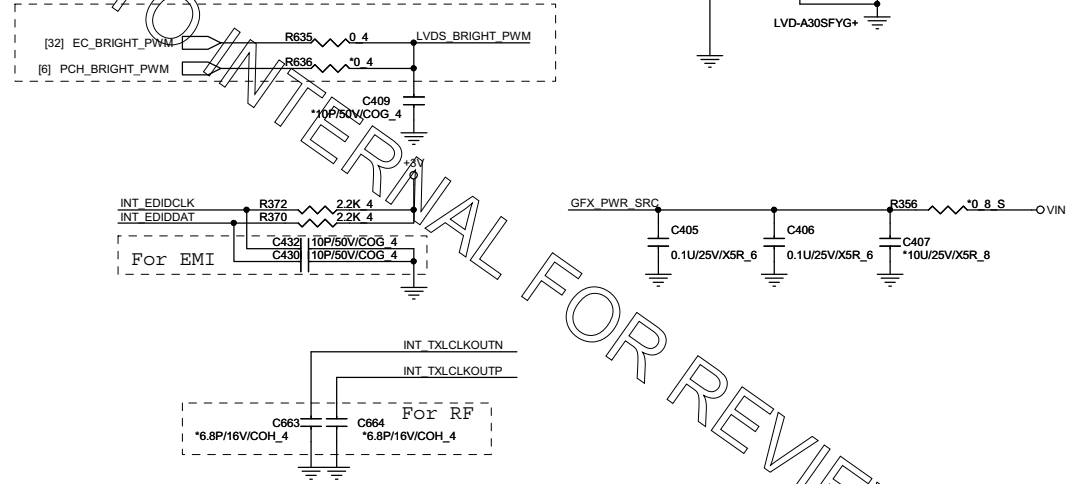 LVD-A30SFYG+
[32] EC_BRIGHT_PWM
R635 0_4 LVDS_BRIGHT_PWM
[6] PCH_BRIGHT_PWM
R636 *0_4
C409
*10P/50V/COG_4
+3V
INT_EDIDCLK R372 2.2K_4
INT_EDIDDAT R370 2.2K_4
C432 10P/50V/COG_4
C430 10P/50V/COG_4
For EMI
GFX_PWR_SRC
R356 *0_8_S
VIN
C405
0.1U/25V/X5R_6
C406
0.1U/25V/X5R_6
C407
*10U/25V/X5R_8
INT_TXLCLKOUTN
INT_TXLCLKOUTP
For RF
C663
*6.8P/16V/COH_4
C664
*6.8P/16V/COH_4
INTERNAL FOR REVIE